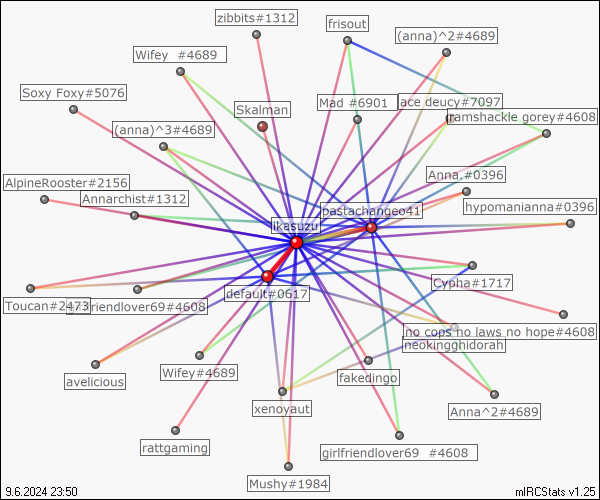 zibbits#1312
frisout
(anna)^2#4689
Wifey  #4689
Soxy Foxy#5076
Skalman
Mad #6901
ace deucy#7097
ramshackle gorey#4608
(anna)^3#4689
AlpineRooster#2156
Annarchist#1312
Anna.#0396
hypomanianna#0396
pastachangeo41
ikasuzu
Cypha#1717
default#0617
Toucan#2473
friendlover69#4608
no cops no laws no hope#4608
neokingghidorah
avelicious
Wifey#4689
fakedingo
xenoyaut
Anna^2#4689
rattgaming
girlfriendlover69  #4608
Mushy#1984
9.6.2024 23:50
mIRCStats v1.25